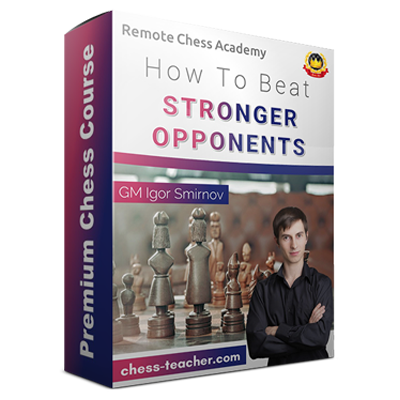 Premium Chess Course
Remote Chess Academy
How To Beat
STRONGER
OPPONENTS
GM Igor Smirnov
chess-teacher.com